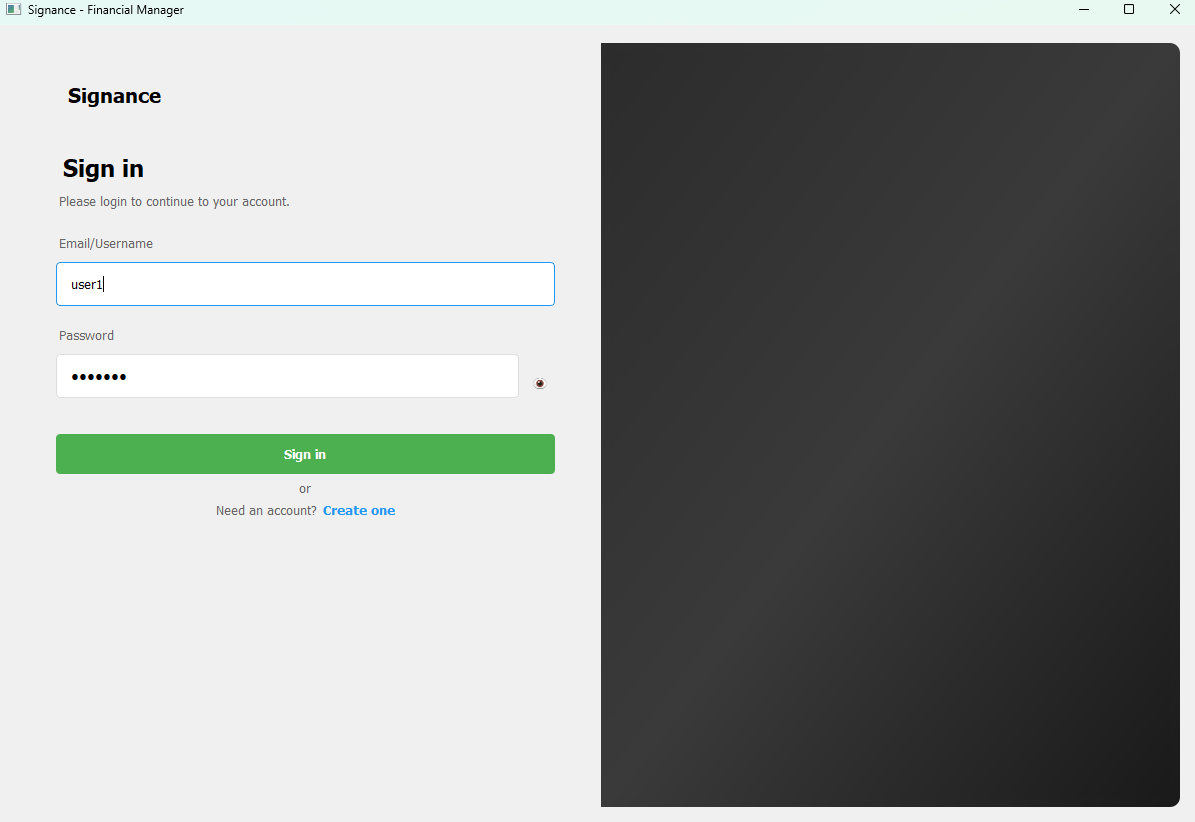 Signance - Financial Manager
Signance
Sign in
Please login to continue to your account.
Email/Username
user1
Password
•••••••
Sign in
or
Need an account? Create one